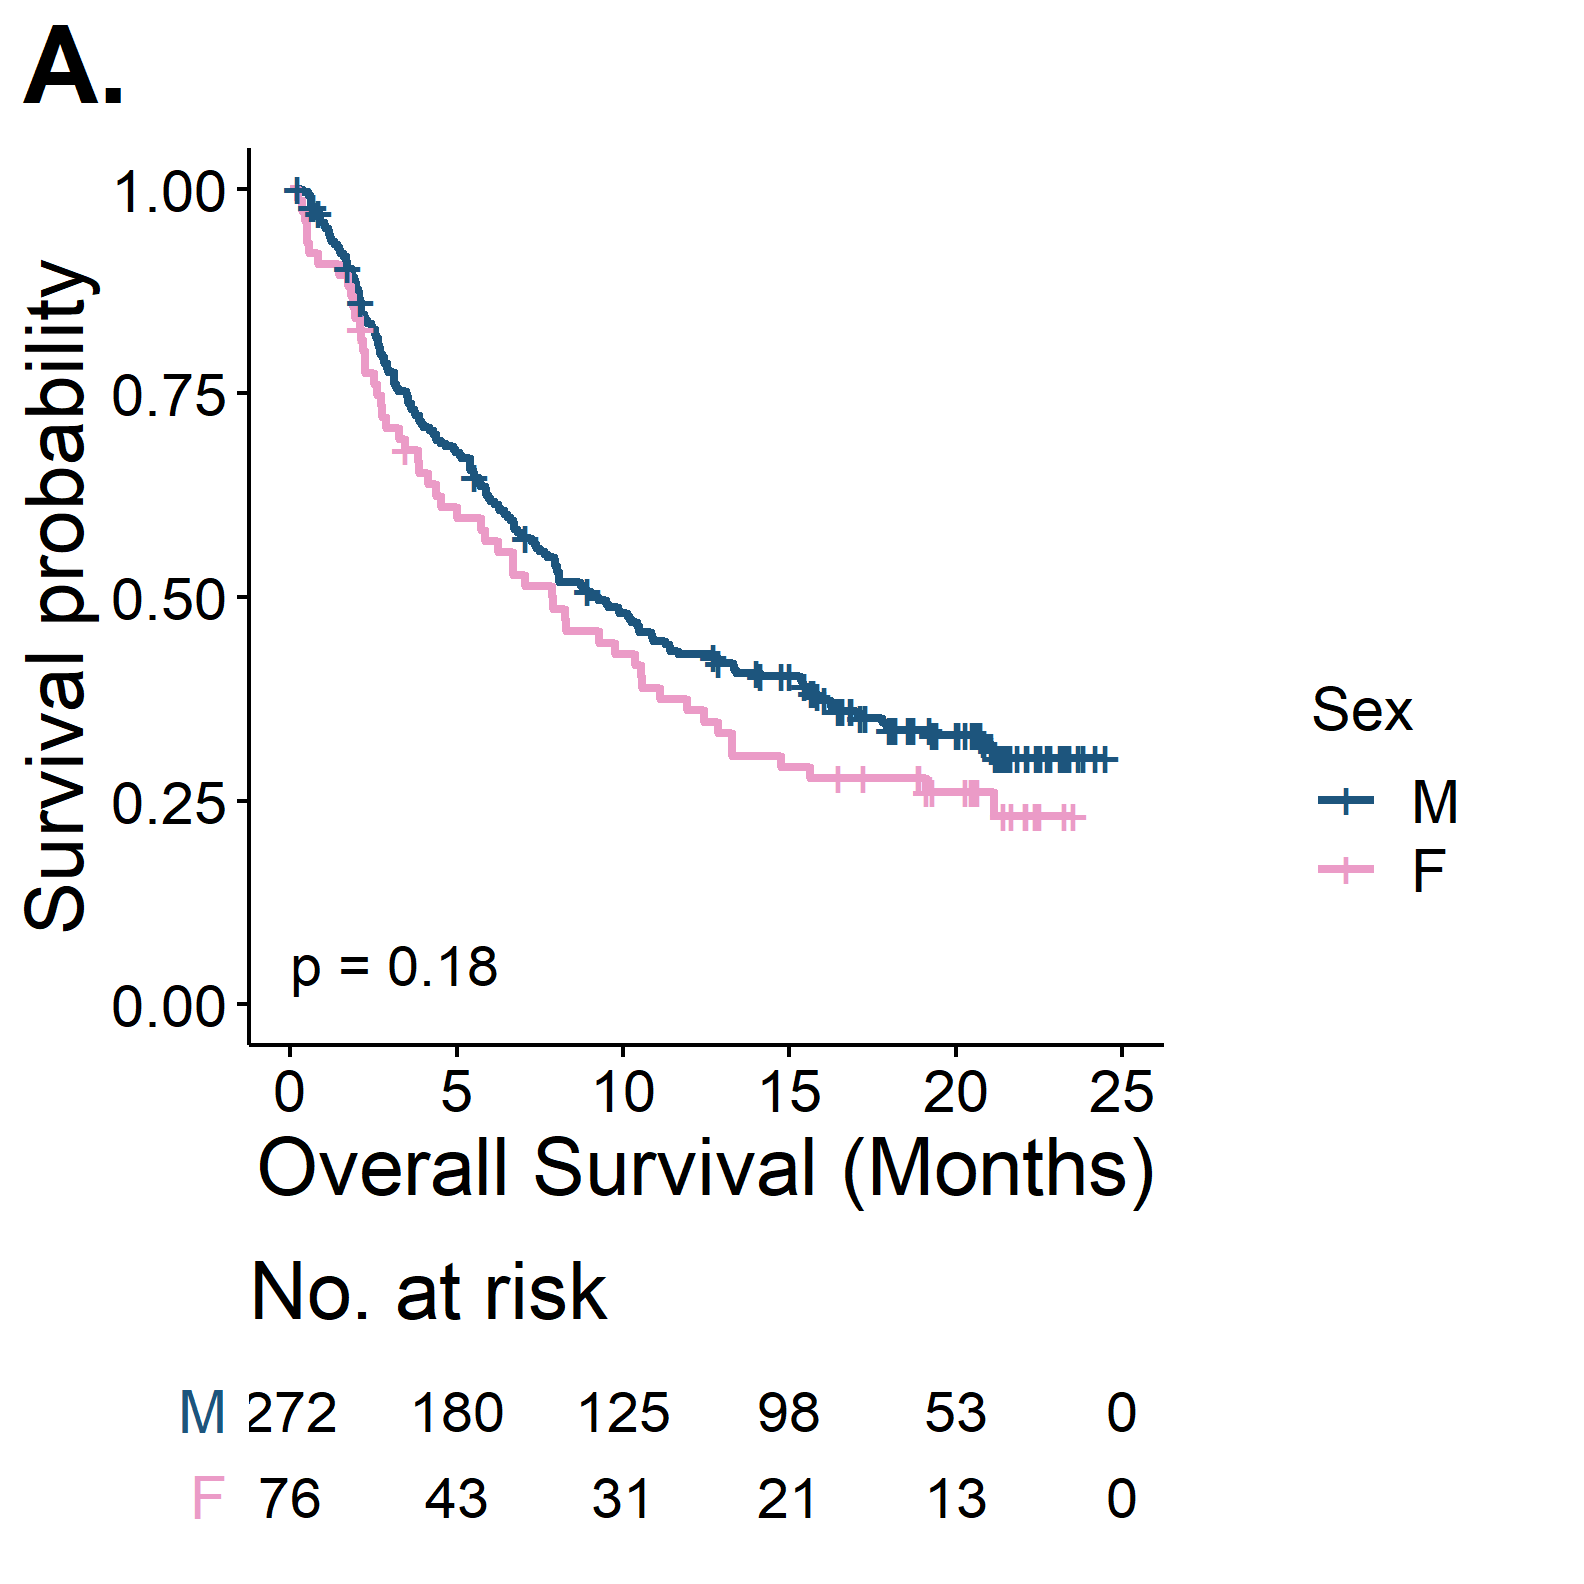 A.
Survival probability
1.00
0.75
0.50
0.25
0.00
p = 0.18
0 5 10 15 20 25
Overall Survival (Months)
Sex
M
F
No. at risk
M 272 180 125 98 53 0
F 76 43 31 21 13 0